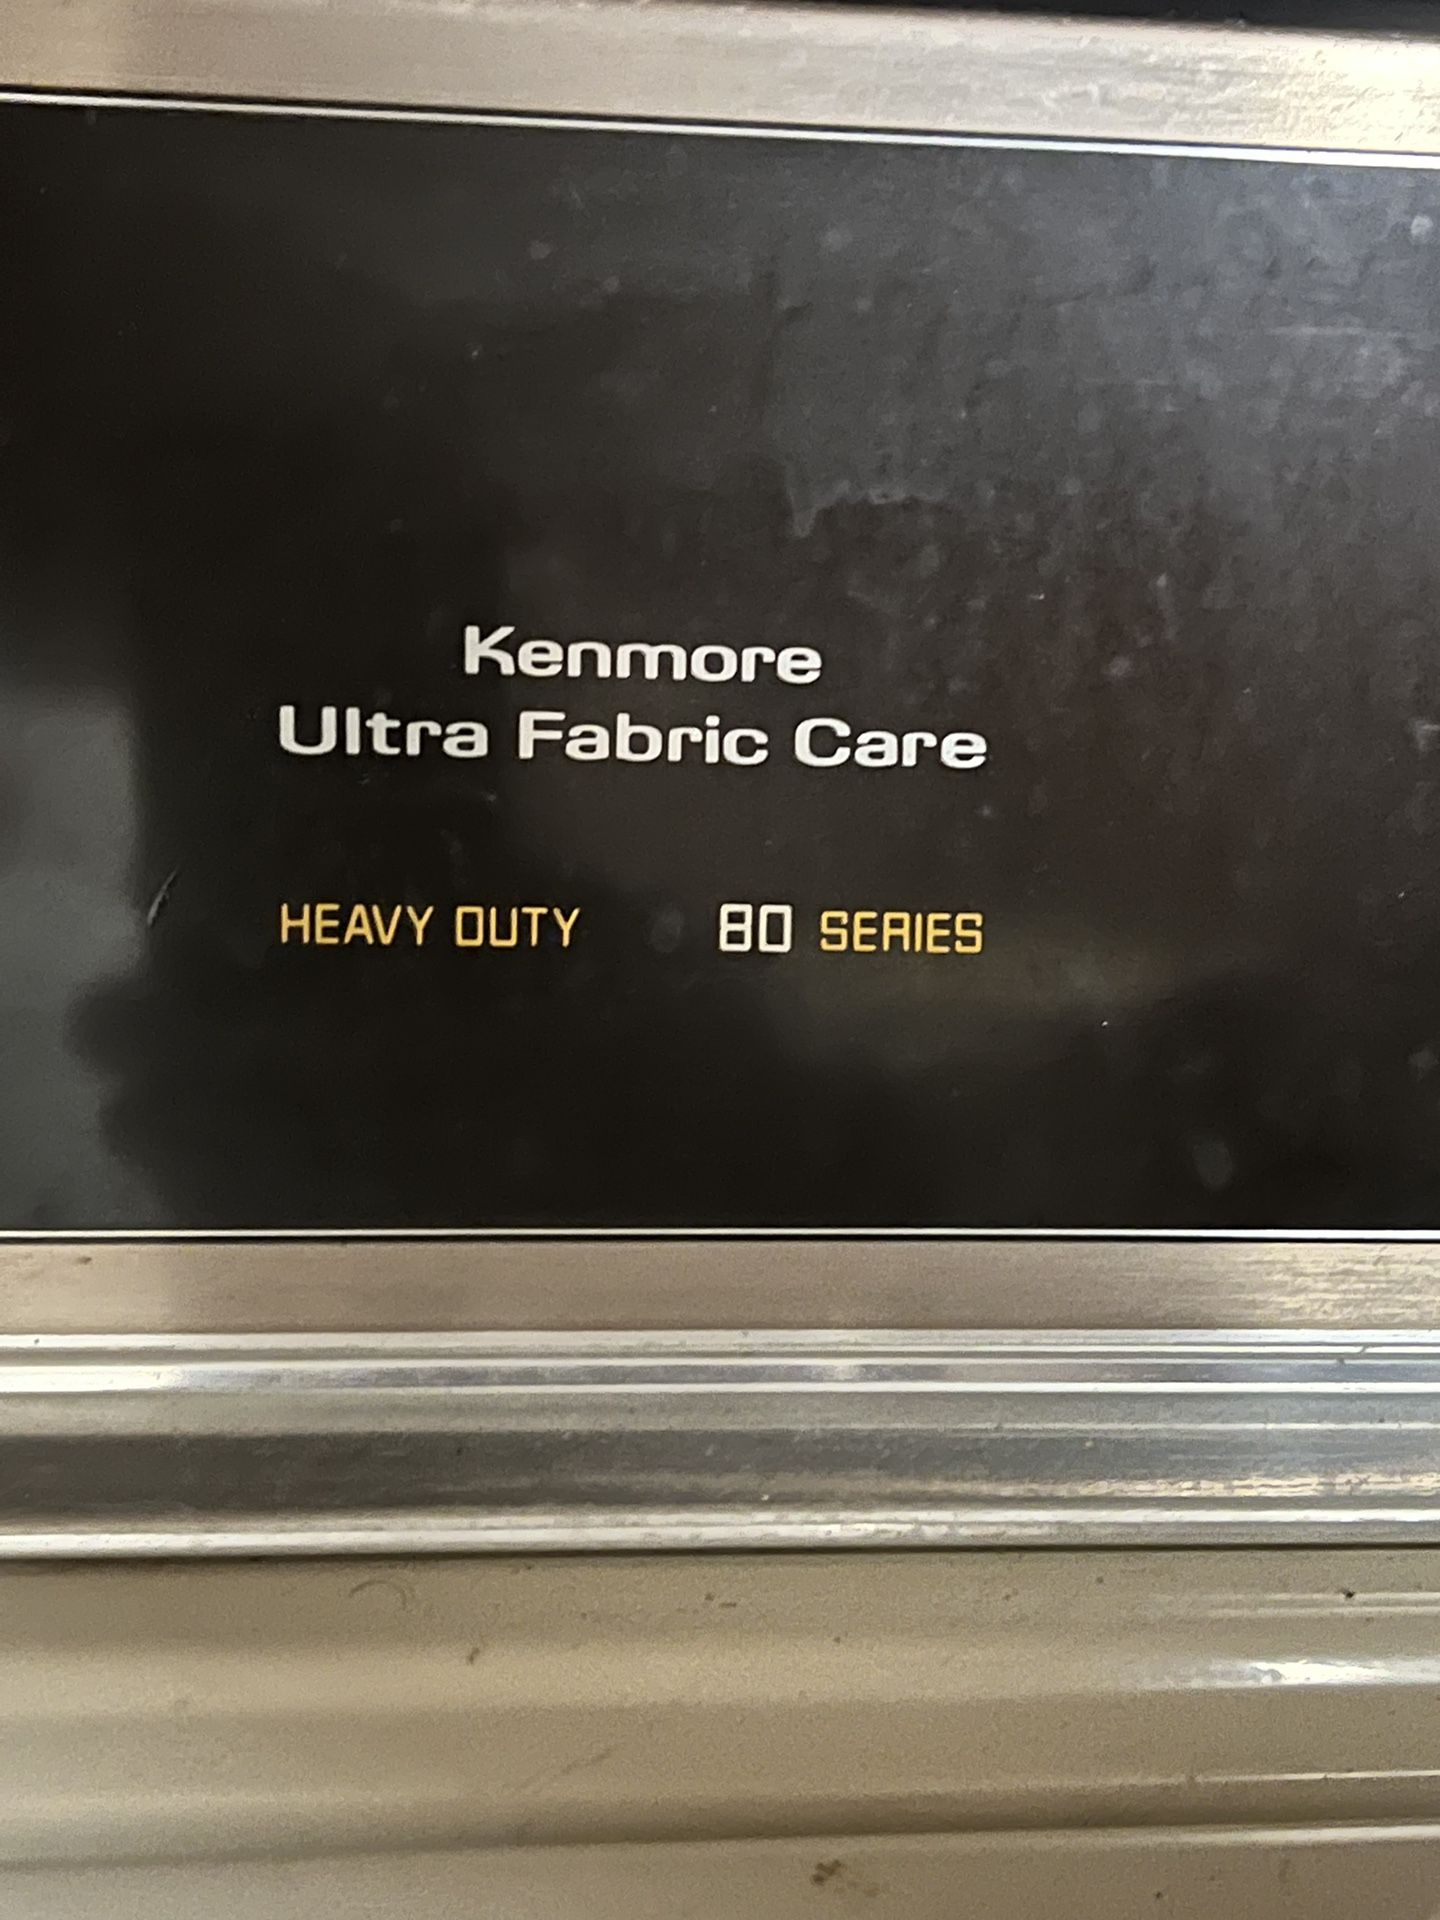 Kenmore
Ultra Fabric Care
HEAVY DUTY 80 SERIES